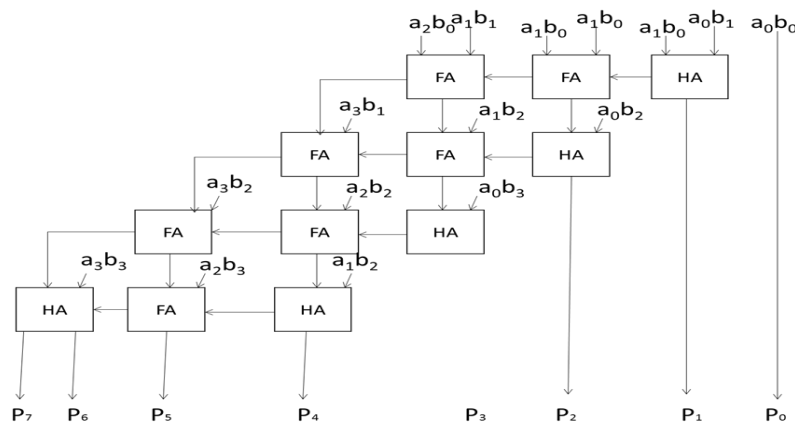 a₂b₀ a₁b₁ a₁b₀ a₁b₀ a₁b₀ a₀b₁ a₀b₀
FA FA HA
a₃b₁ a₁b₂ a₀b₂
FA FA HA
a₃b₂ a₂b₂ a₀b₃
FA FA HA
a₃b₃ a₂b₃ a₁b₂
HA FA HA
P₇ P₆ P₅ P₄ P₃ P₂ P₁ P₀